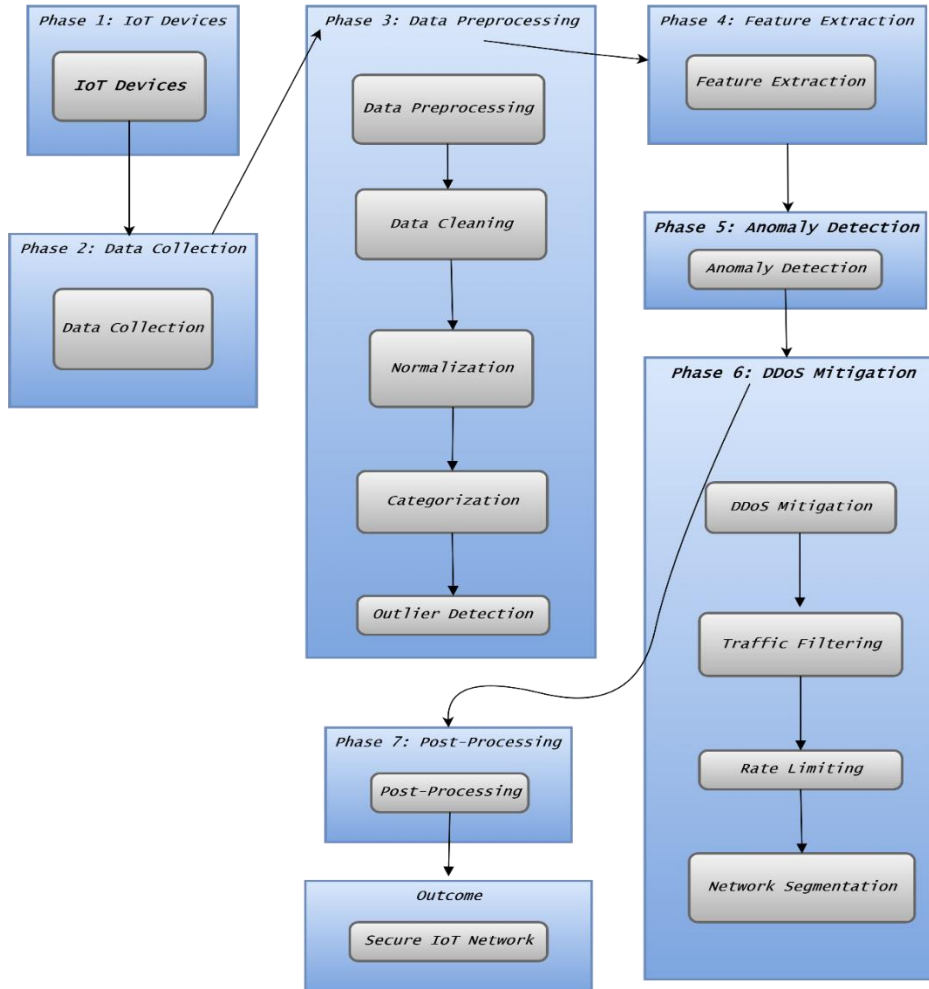 Phase 1: IoT Devices
IoT Devices
Phase 2: Data Collection
Data Collection
Phase 3: Data Preprocessing
Data Preprocessing
Data Cleaning
Normalization
Categorization
Outlier Detection
Phase 4: Feature Extraction
Feature Extraction
Phase 5: Anomaly Detection
Anomaly Detection
Phase 6: DDoS Mitigation
DDoS Mitigation
Traffic Filtering
Rate Limiting
Network Segmentation
Phase 7: Post-Processing
Post-Processing
Outcome
Secure IoT Network